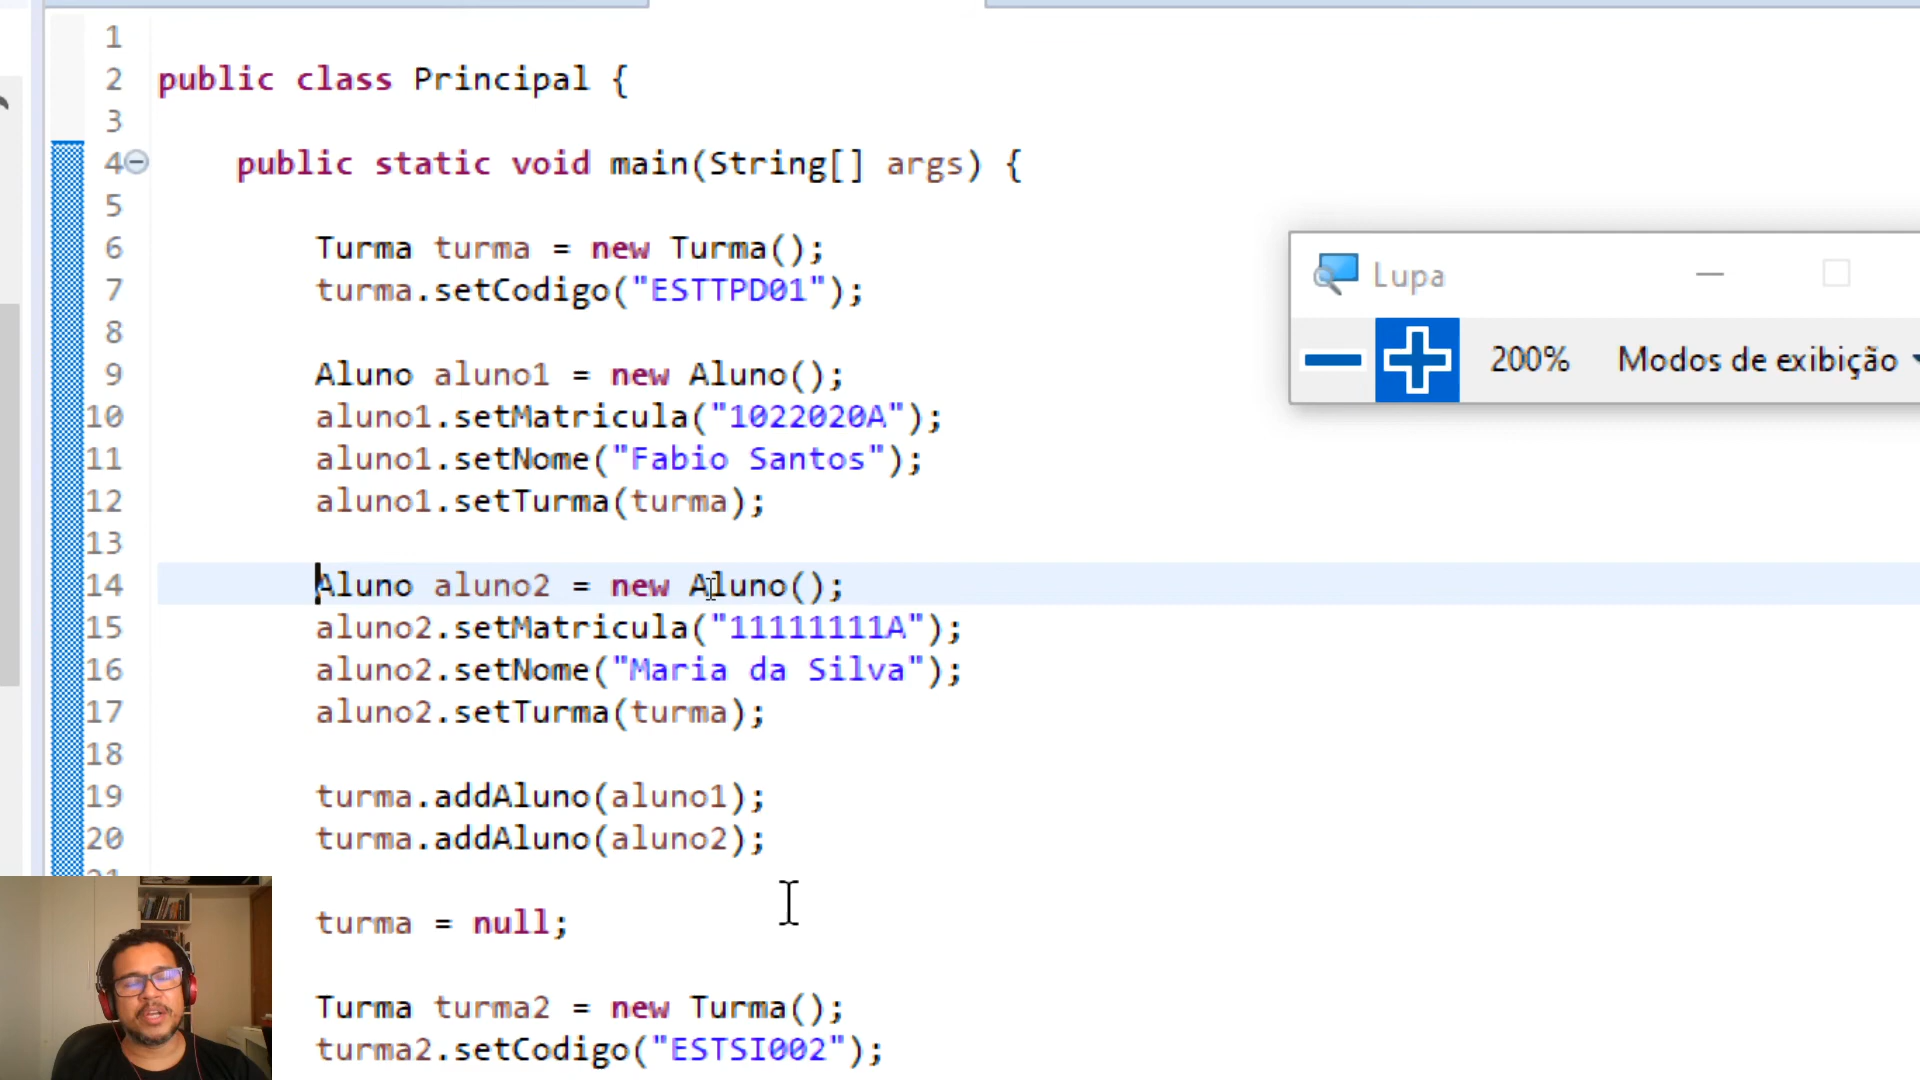 1
2 public class Principal {
3
4 public static void main(String[] args) {
5
6 Turma turma = new Turma();
7 turma.setCodigo("ESTTPD01");
8
9 Aluno aluno1 = new Aluno();
10 aluno1.setMatricula("1022020A");
11 aluno1.setNome("Fabio Santos");
12 aluno1.setTurma(turma);
13
14 Aluno aluno2 = new Aluno();
15 aluno2.setMatricula("11111111A");
16 aluno2.setNome("Maria da Silva");
17 aluno2.setTurma(turma);
18
19 turma.addAluno(aluno1);
20 turma.addAluno(aluno2);
turma = null;
Turma turma2 = new Turma();
turma2.setCodigo("ESTSI002");
Lupa
200% Modos de exibição